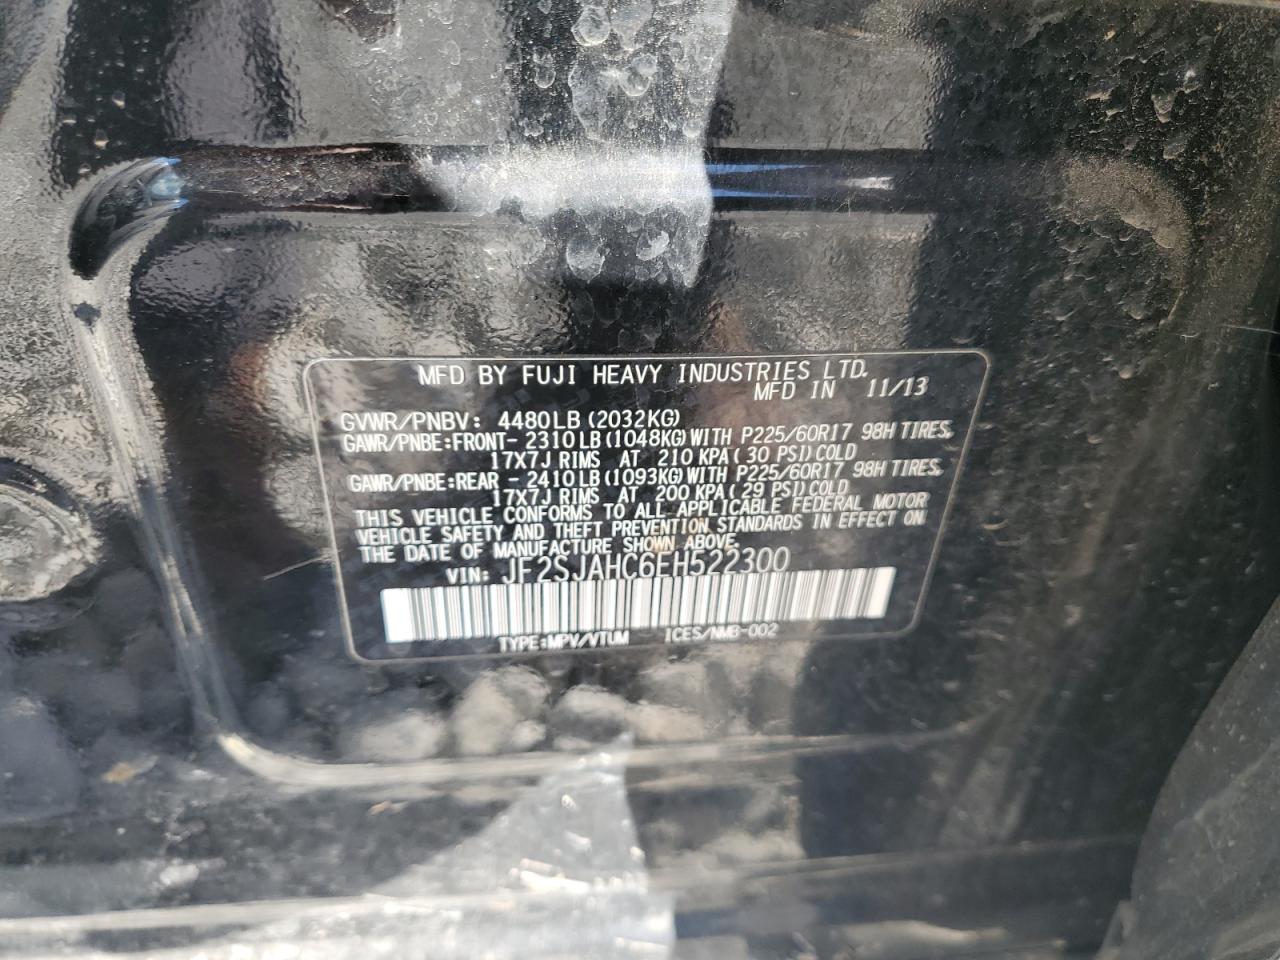 MFD BY FUJI HEAVY INDUSTRIES LTD.
MFD IN 11/13
GVWR/PNBV: 4480LB (2032KG)
GAWR/PNBE:FRONT- 2310LB (1048KG) WITH P225/60R17 98H TIRES,
17X7J RIMS AT 210 KPA (30 PSI) COLD
GAWR/PNBE:REAR - 2410LB (1093KG) WITH P225/60R17 98H TIRES,
17X7J RIMS AT 200 KPA (29 PSI) COLD
THIS VEHICLE CONFORMS TO ALL APPLICABLE FEDERAL MOTOR
VEHICLE SAFETY AND THEFT PREVENTION STANDARDS IN EFFECT ON
THE DATE OF MANUFACTURE SHOWN ABOVE.
VIN: JF2SJAHC6EH522300
TYPE:MPV/VTUM ICES/NMB-002